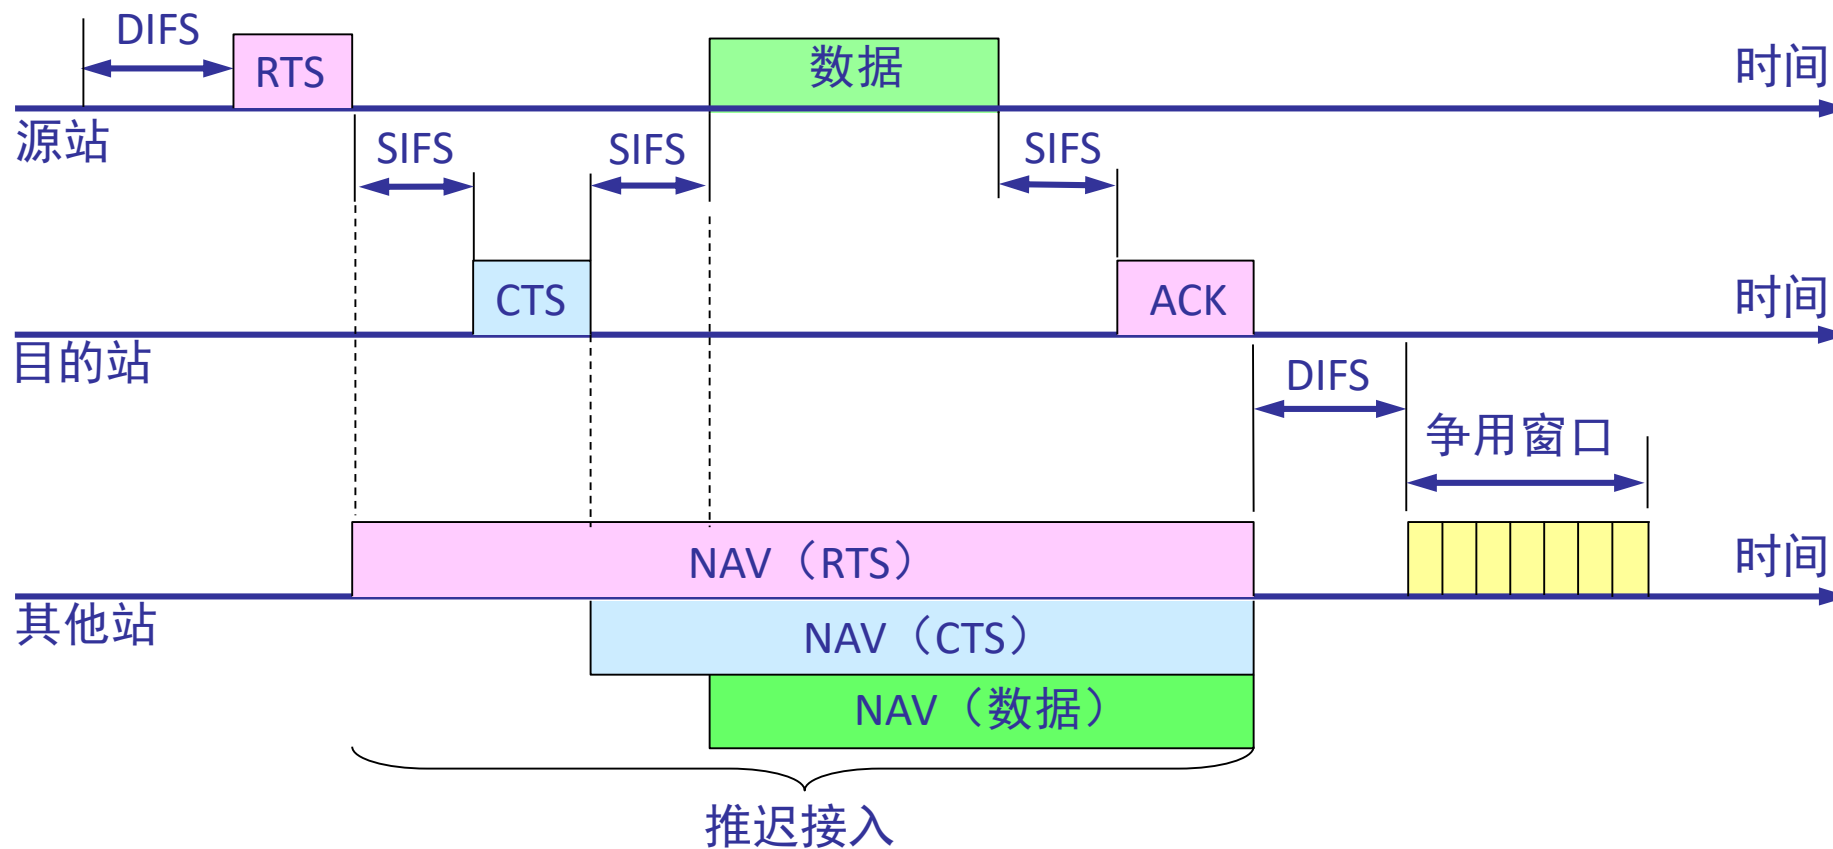 DIFS
RTS
数据
时间
源站
SIFS
SIFS
SIFS
CTS
ACK
时间
目的站
DIFS
争用窗口
NAV（RTS）
时间
其他站
NAV（CTS）
NAV（数据）
推迟接入